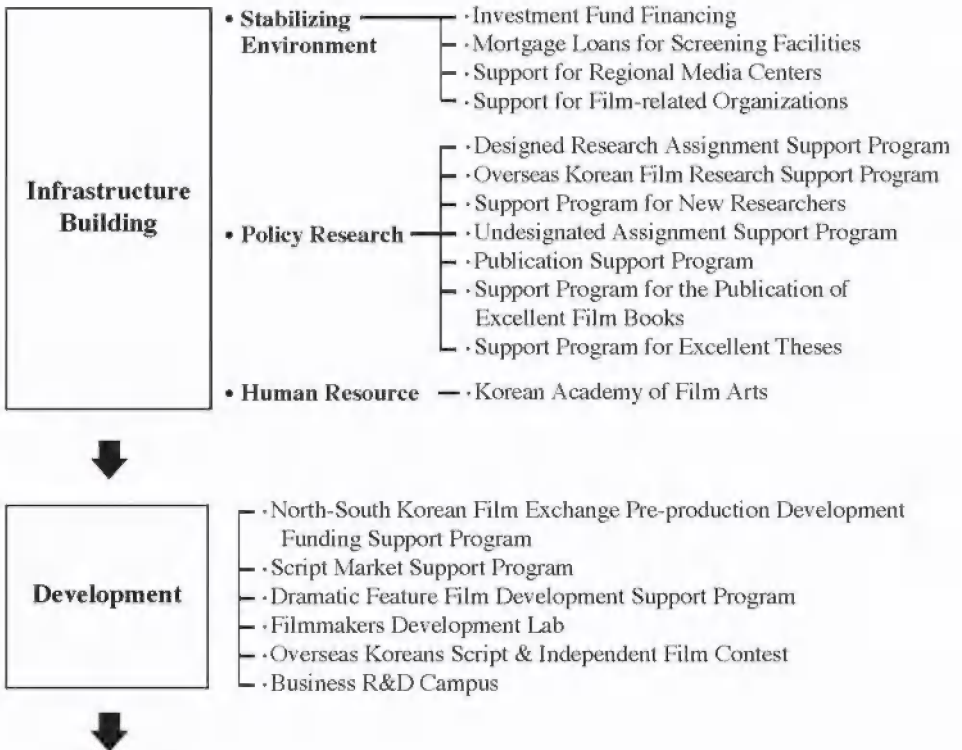 • Stabilizing
Environment
· Investment Fund Financing
· Mortgage Loans for Screening Facilities
· Support for Regional Media Centers
· Support for Film-related Organizations
Infrastructure
Building
• Policy Research
· Designed Research Assignment Support Program
· Overseas Korean Film Research Support Program
· Support Program for New Researchers
· Undesignated Assignment Support Program
· Publication Support Program
· Support Program for the Publication of
Excellent Film Books
· Support Program for Excellent Theses
• Human Resource
· Korean Academy of Film Arts
Development
· North-South Korean Film Exchange Pre-production Development
Funding Support Program
· Script Market Support Program
· Dramatic Feature Film Development Support Program
· Filmmakers Development Lab
· Overseas Koreans Script & Independent Film Contest
· Business R&D Campus